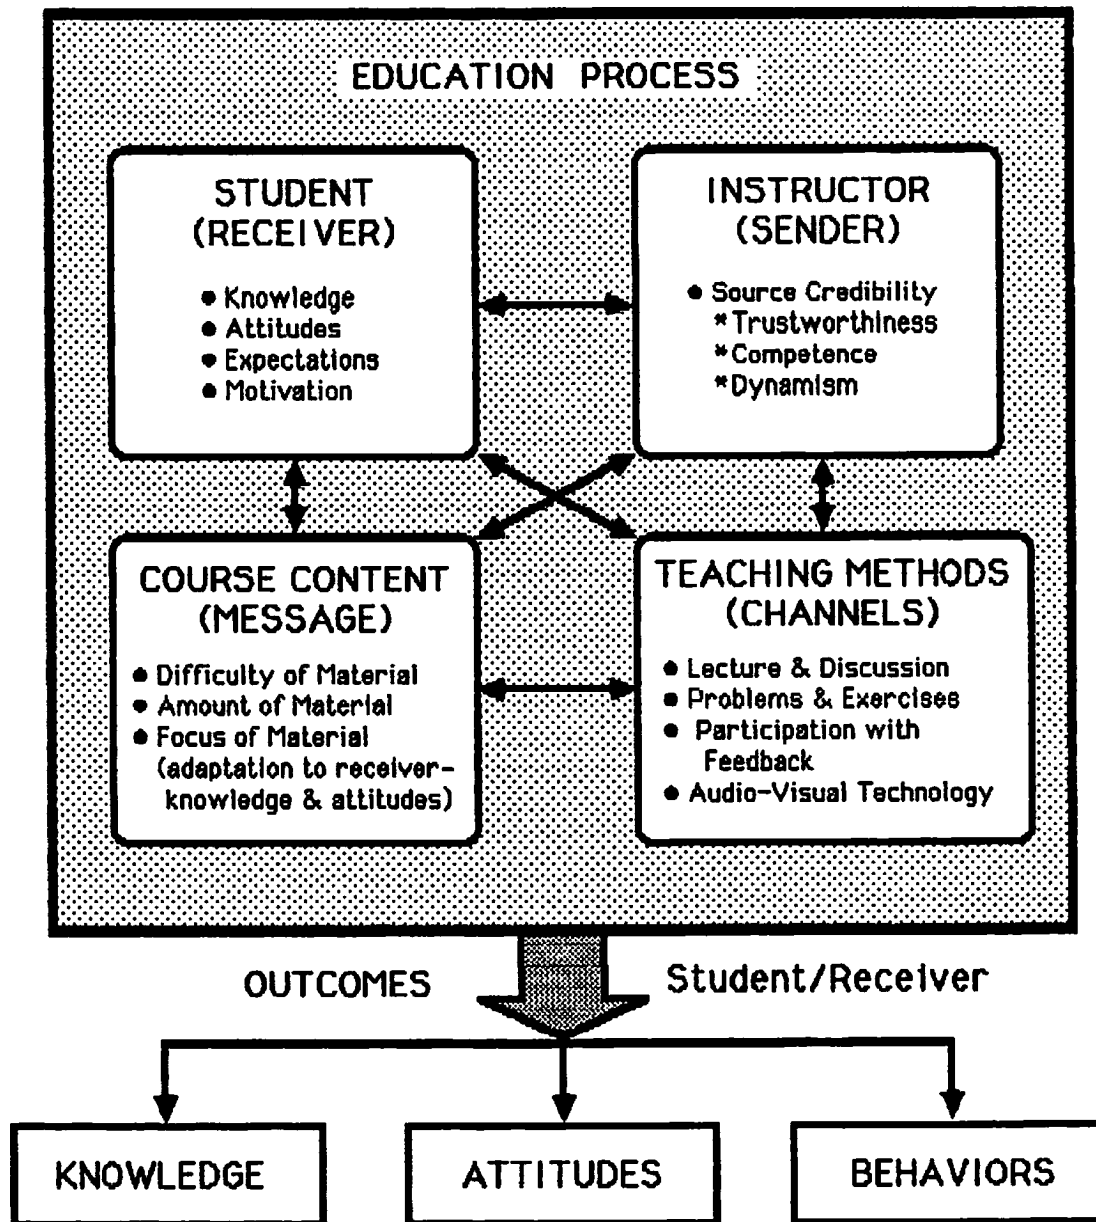 EDUCATION PROCESS
STUDENT
(RECEIVER)
• Knowledge
• Attitudes
• Expectations
• Motivation
INSTRUCTOR
(SENDER)
• Source Credibility
*Trustworthiness
*Competence
*Dynamism
COURSE CONTENT
(MESSAGE)
• Difficulty of Material
• Amount of Material
• Focus of Material
(adaptation to receiver-
knowledge & attitudes)
TEACHING METHODS
(CHANNELS)
• Lecture & Discussion
• Problems & Exercises
• Participation with
Feedback
• Audio-Visual Technology
OUTCOMES
Student/Receiver
KNOWLEDGE
ATTITUDES
BEHAVIORS